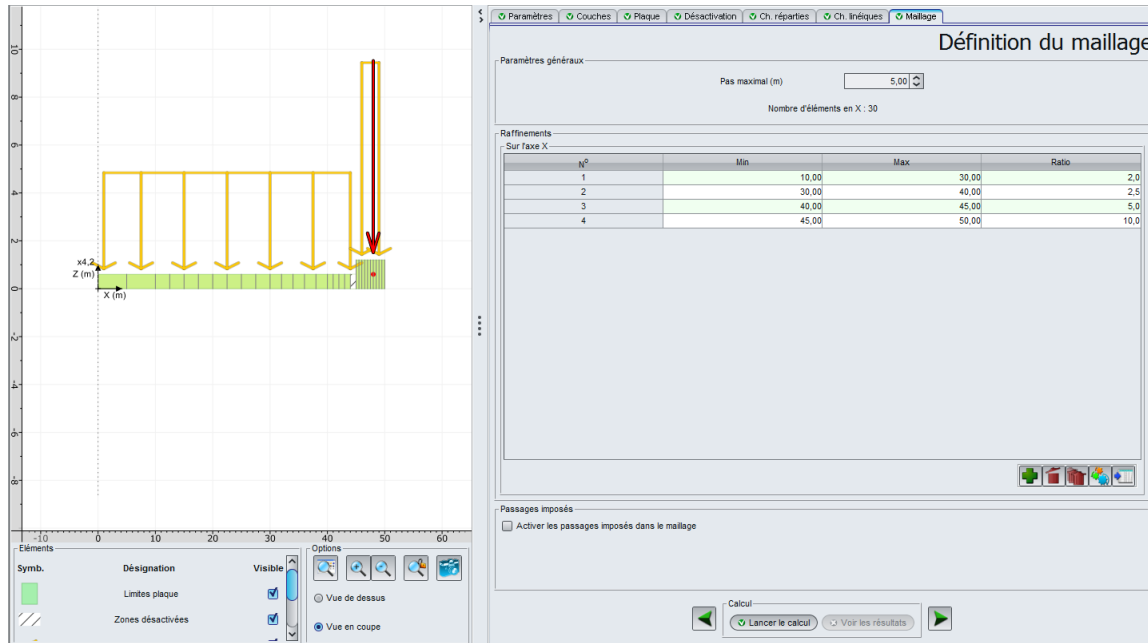 Paramètres Couches Plaque Désactivation Ch. réparties Ch. linéiques Maillage
Définition du maillage
Paramètres généraux
Pas maximal (m) 5,00
Nombre d'éléments en X : 30
Raffinements
Sur l'axe X
N° Min Max Ratio
1 10,00 30,00 2,0
2 30,00 40,00 2,5
3 40,00 45,00 5,0
4 45,00 50,00 10,0
Passages imposés
Activer les passages imposés dans le maillage
Calcul
Lancer le calcul Voir les résultats
10
8
6
4
2
x4,2
Z (m)
0
X (m)
-2
-4
-6
-8
-10 0 10 20 30 40 50 60
Eléments
Symb. Désignation Visible
Limites plaque
Zones désactivées
Options
Vue de dessus
Vue en coupe